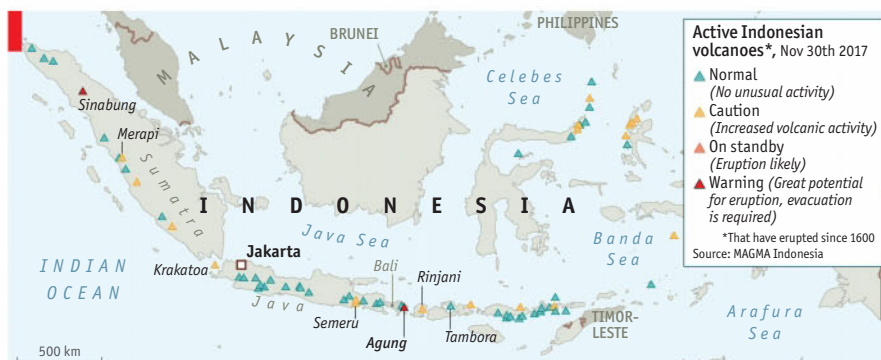 PHILIPPINES
BRUNEI
MALAYSIA
Celebes
Sea
Sinabung
Merapi
Sumatra
INDONESIA
Java Sea
Banda
Sea
Jakarta
Krakatoa
INDIAN
OCEAN
Bali
Rinjani
Java
Semeru
Agung
Tambora
TIMOR-
LESTE
Arafura
Sea
500 km
Active Indonesian
volcanoes*, Nov 30th 2017
Normal
(No unusual activity)
Caution
(Increased volcanic activity)
On standby
(Eruption likely)
Warning (Great potential
for eruption, evacuation
is required)
*That have erupted since 1600
Source: MAGMA Indonesia